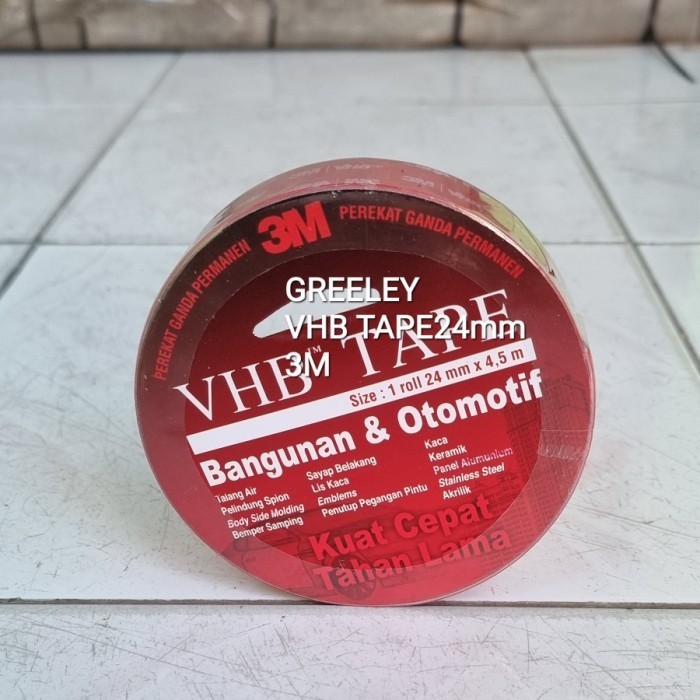 PEREKAT GANDA PERMANEN 3M PEREKAT GANDA PERMANEN
GREELEY
VHB TAPE24mm
3M
VHB™ TAPE
Size : 1 roll 24 mm x 4,5 m
Bangunan & Otomotif
Talang Air
Pelindung Spion
Body Side Molding
Bemper Samping
Sayap Belakang
Lis Kaca
Emblems
Penutup Pegangan Pintu
Kaca
Keramik
Panel Alumunium
Stainless Steel
Akrilik
Kuat Cepat
Tahan Lama